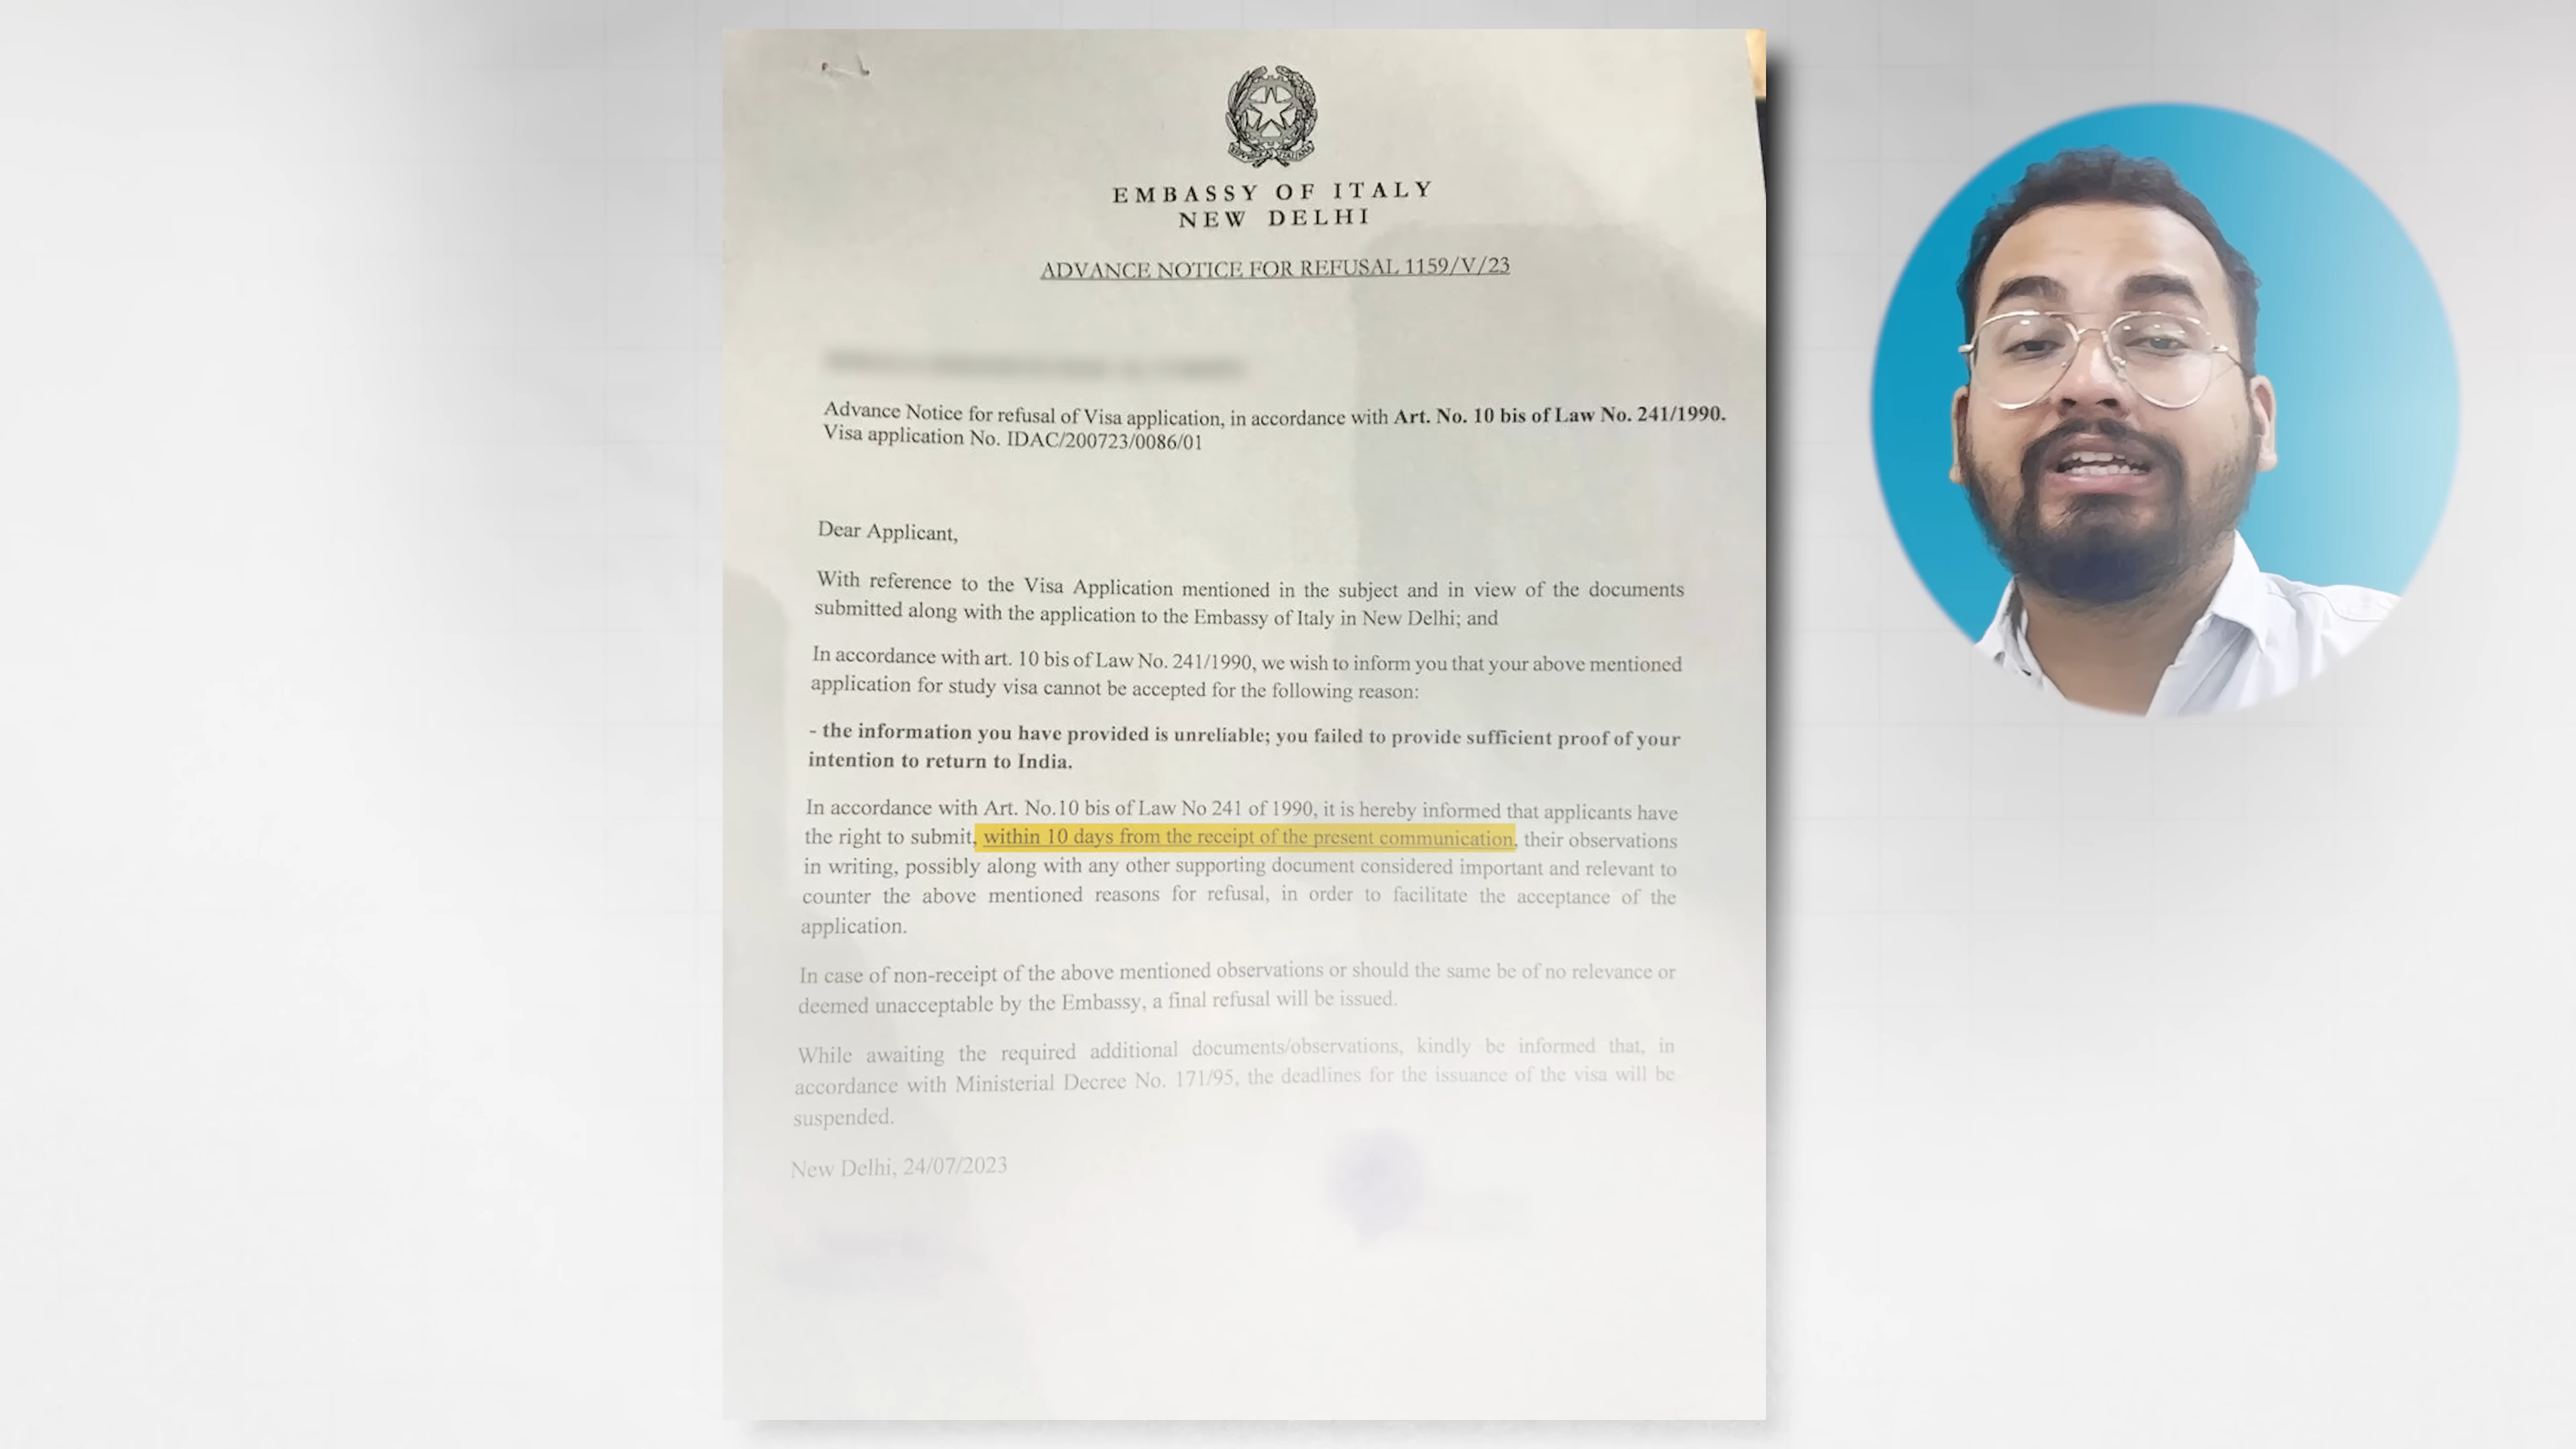 EMBASSY OF ITALY
NEW DELHI
ADVANCE NOTICE FOR REFUSAL 1159/V/23
Advance Notice for refusal of Visa application, in accordance with Art. No. 10 bis of Law No. 241/1990.
Visa application No. IDAC/200723/0086/01
Dear Applicant,
With reference to the Visa Application mentioned in the subject and in view of the documents
submitted along with the application to the Embassy of Italy in New Delhi; and
In accordance with art. 10 bis of Law No. 241/1990, we wish to inform you that your above mentioned
application for study visa cannot be accepted for the following reason:
- the information you have provided is unreliable; you failed to provide sufficient proof of your
intention to return to India.
In accordance with Art. No.10 bis of Law No 241 of 1990, it is hereby informed that applicants have
the right to submit, within 10 days from the receipt of the present communication, their observations
in writing, possibly along with any other supporting document considered important and relevant to
counter the above mentioned reasons for refusal, in order to facilitate the acceptance of the
application.
In case of non-receipt of the above mentioned observations or should the same be of no relevance or
deemed unacceptable by the Embassy, a final refusal will be issued.
While awaiting the required additional documents/observations, kindly be informed that, in
accordance with Ministerial Decree No. 171/95, the deadlines for the issuance of the visa will be
suspended.
New Delhi, 24/07/2023